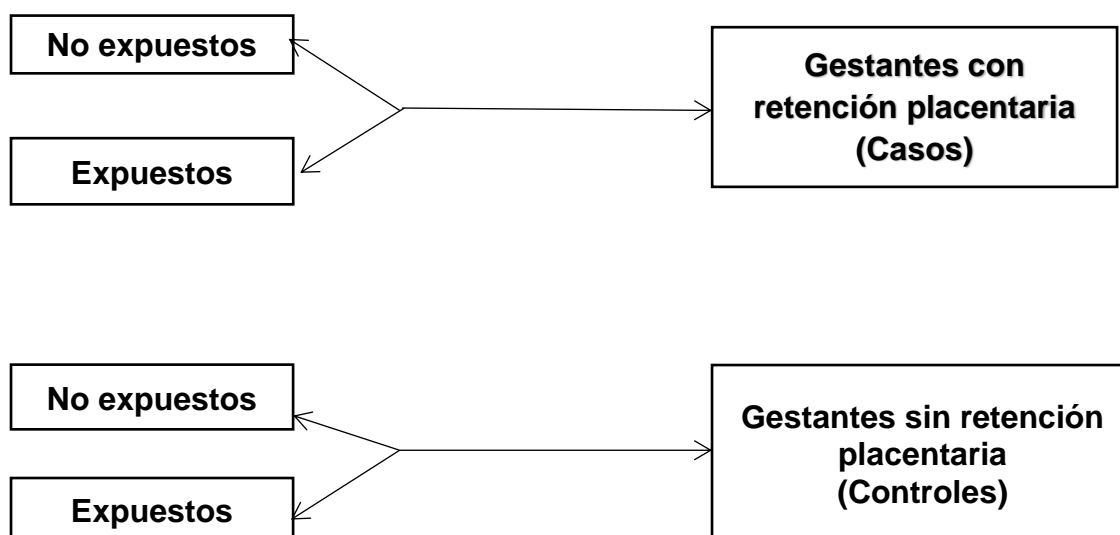 No expuestos
Expuestos
Gestantes con
retención placentaria
(Casos)
No expuestos
Expuestos
Gestantes sin retención
placentaria
(Controles)